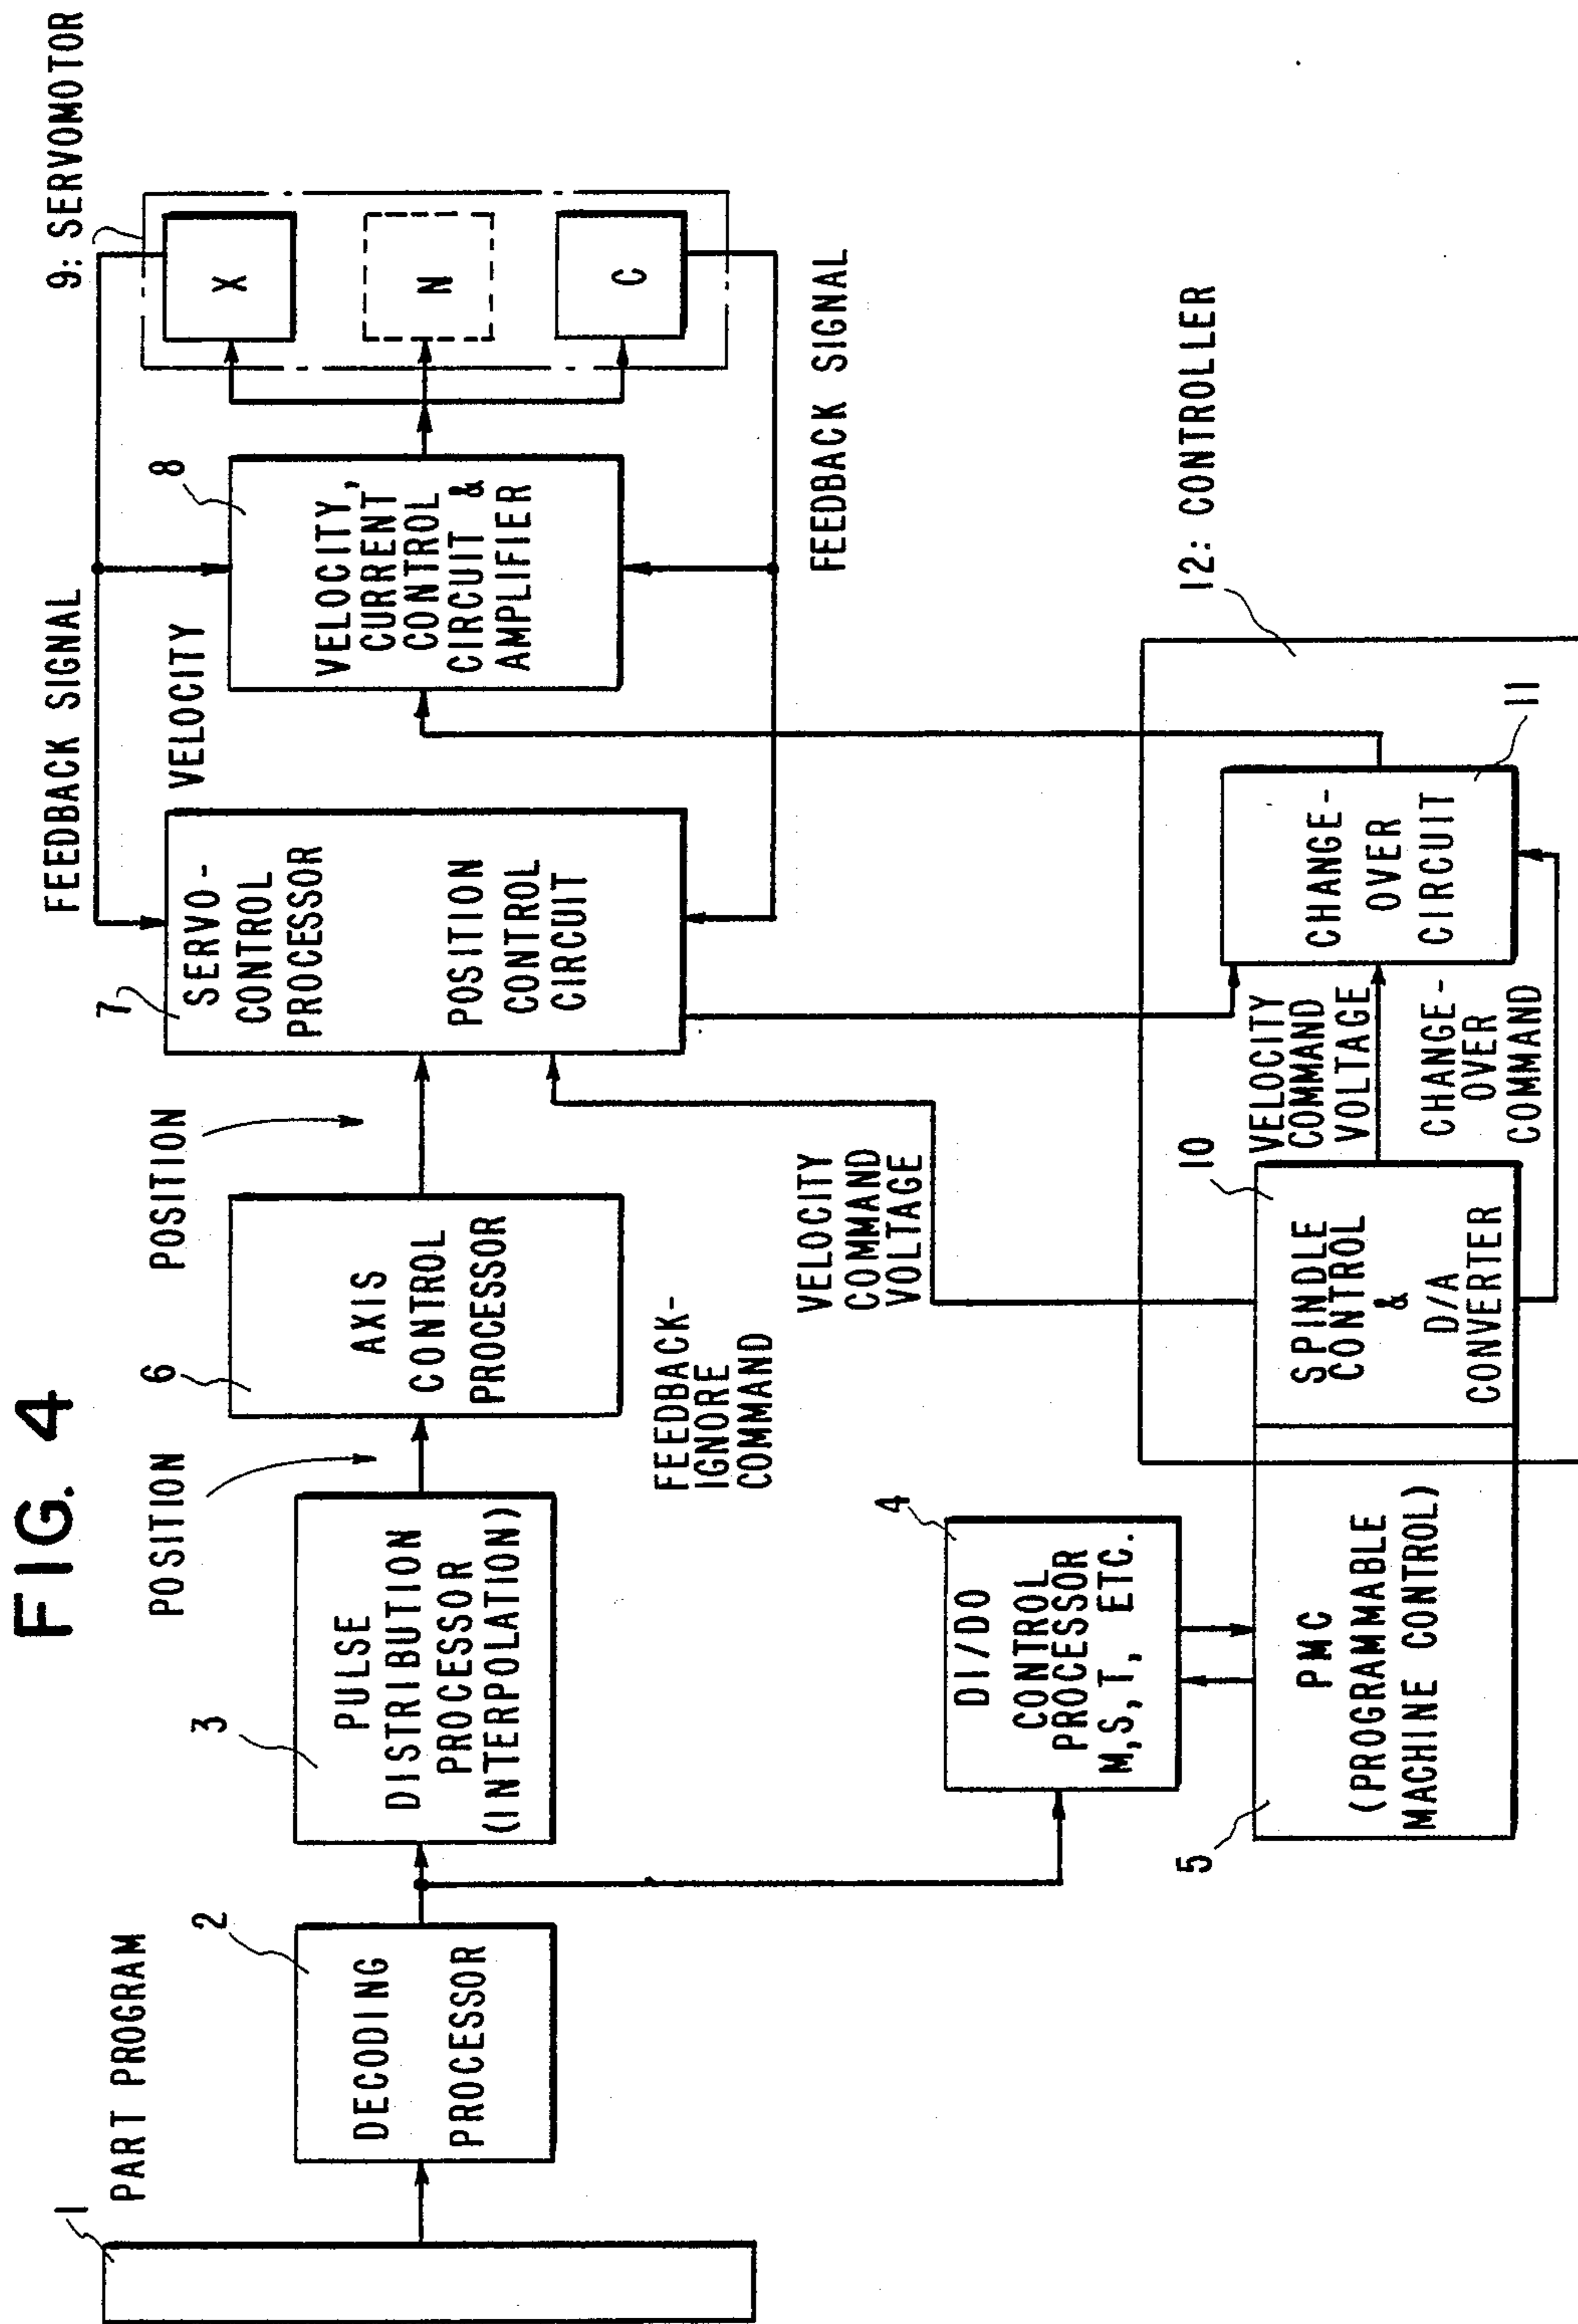 FIG. 4
1
PART PROGRAM
2
DECODING
PROCESSOR
3
PULSE
DISTRIBUTION
PROCESSOR
(INTERPOLATION)
POSITION
6
AXIS
CONTROL
PROCESSOR
POSITION
7
SERVO-
CONTROL
PROCESSOR
POSITION
CONTROL
CIRCUIT
FEEDBACK SIGNAL
VELOCITY
8
VELOCITY,
CURRENT
CONTROL
CIRCUIT &
AMPLIFIER
9: SERVOMOTOR
X
N
C
FEEDBACK SIGNAL
FEEDBACK-
IGNORE
COMMAND
VELOCITY
COMMAND
VOLTAGE
4
DI/DO
CONTROL
PROCESSOR
M,S,T, ETC.
5
PMC
(PROGRAMMABLE
MACHINE CONTROL)
10
SPINDLE
CONTROL
&
D/A
CONVERTER
VELOCITY
COMMAND
VOLTAGE
CHANGE-
OVER
COMMAND
CHANGE-
OVER
CIRCUIT
11
12: CONTROLLER